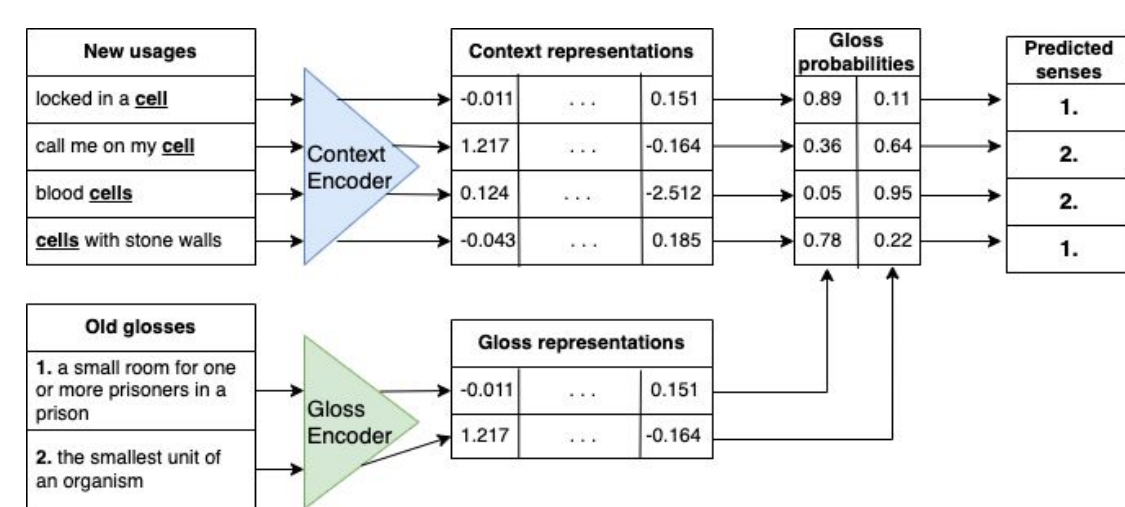 New usages
locked in a cell
call me on my cell
blood cells
cells with stone walls
Context
Encoder
Context representations
-0.011 . . . 0.151
1.217 . . . -0.164
0.124 . . . -2.512
-0.043 . . . 0.185
Gloss
probabilities
0.89 0.11
0.36 0.64
0.05 0.95
0.78 0.22
Predicted
senses
1.
2.
2.
1.
Old glosses
1. a small room for one
or more prisoners in a
prison
2. the smallest unit of
an organism
Gloss
Encoder
Gloss representations
-0.011 . . . 0.151
1.217 . . . -0.164